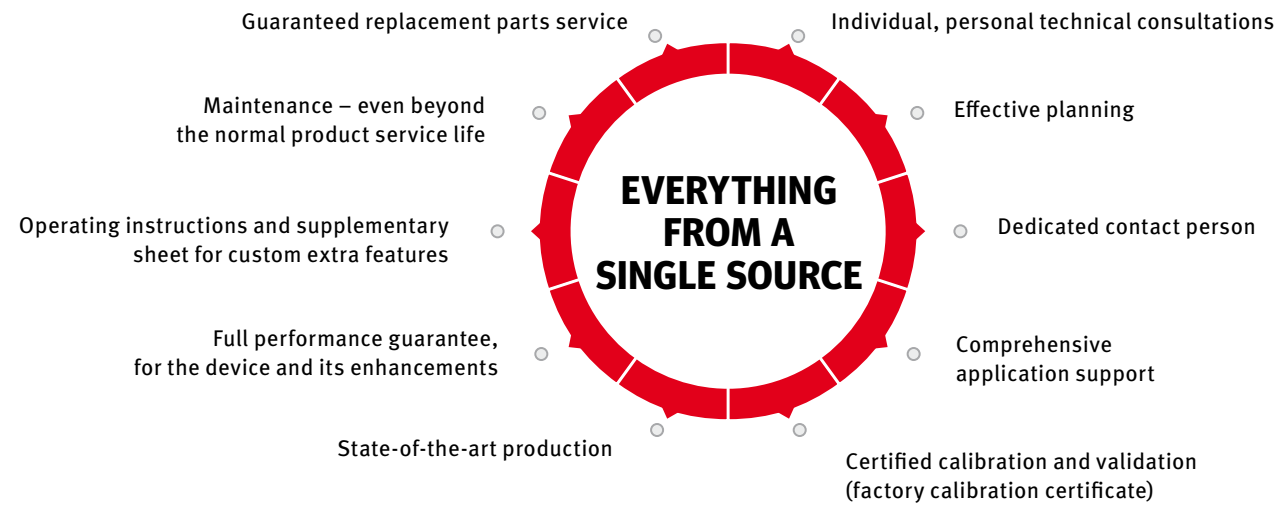 Guaranteed replacement parts service
Individual, personal technical consultations
Maintenance – even beyond
the normal product service life
Effective planning
EVERYTHING
FROM A
SINGLE SOURCE
Operating instructions and supplementary
sheet for custom extra features
Dedicated contact person
Full performance guarantee,
for the device and its enhancements
Comprehensive
application support
State-of-the-art production
Certified calibration and validation
(factory calibration certificate)